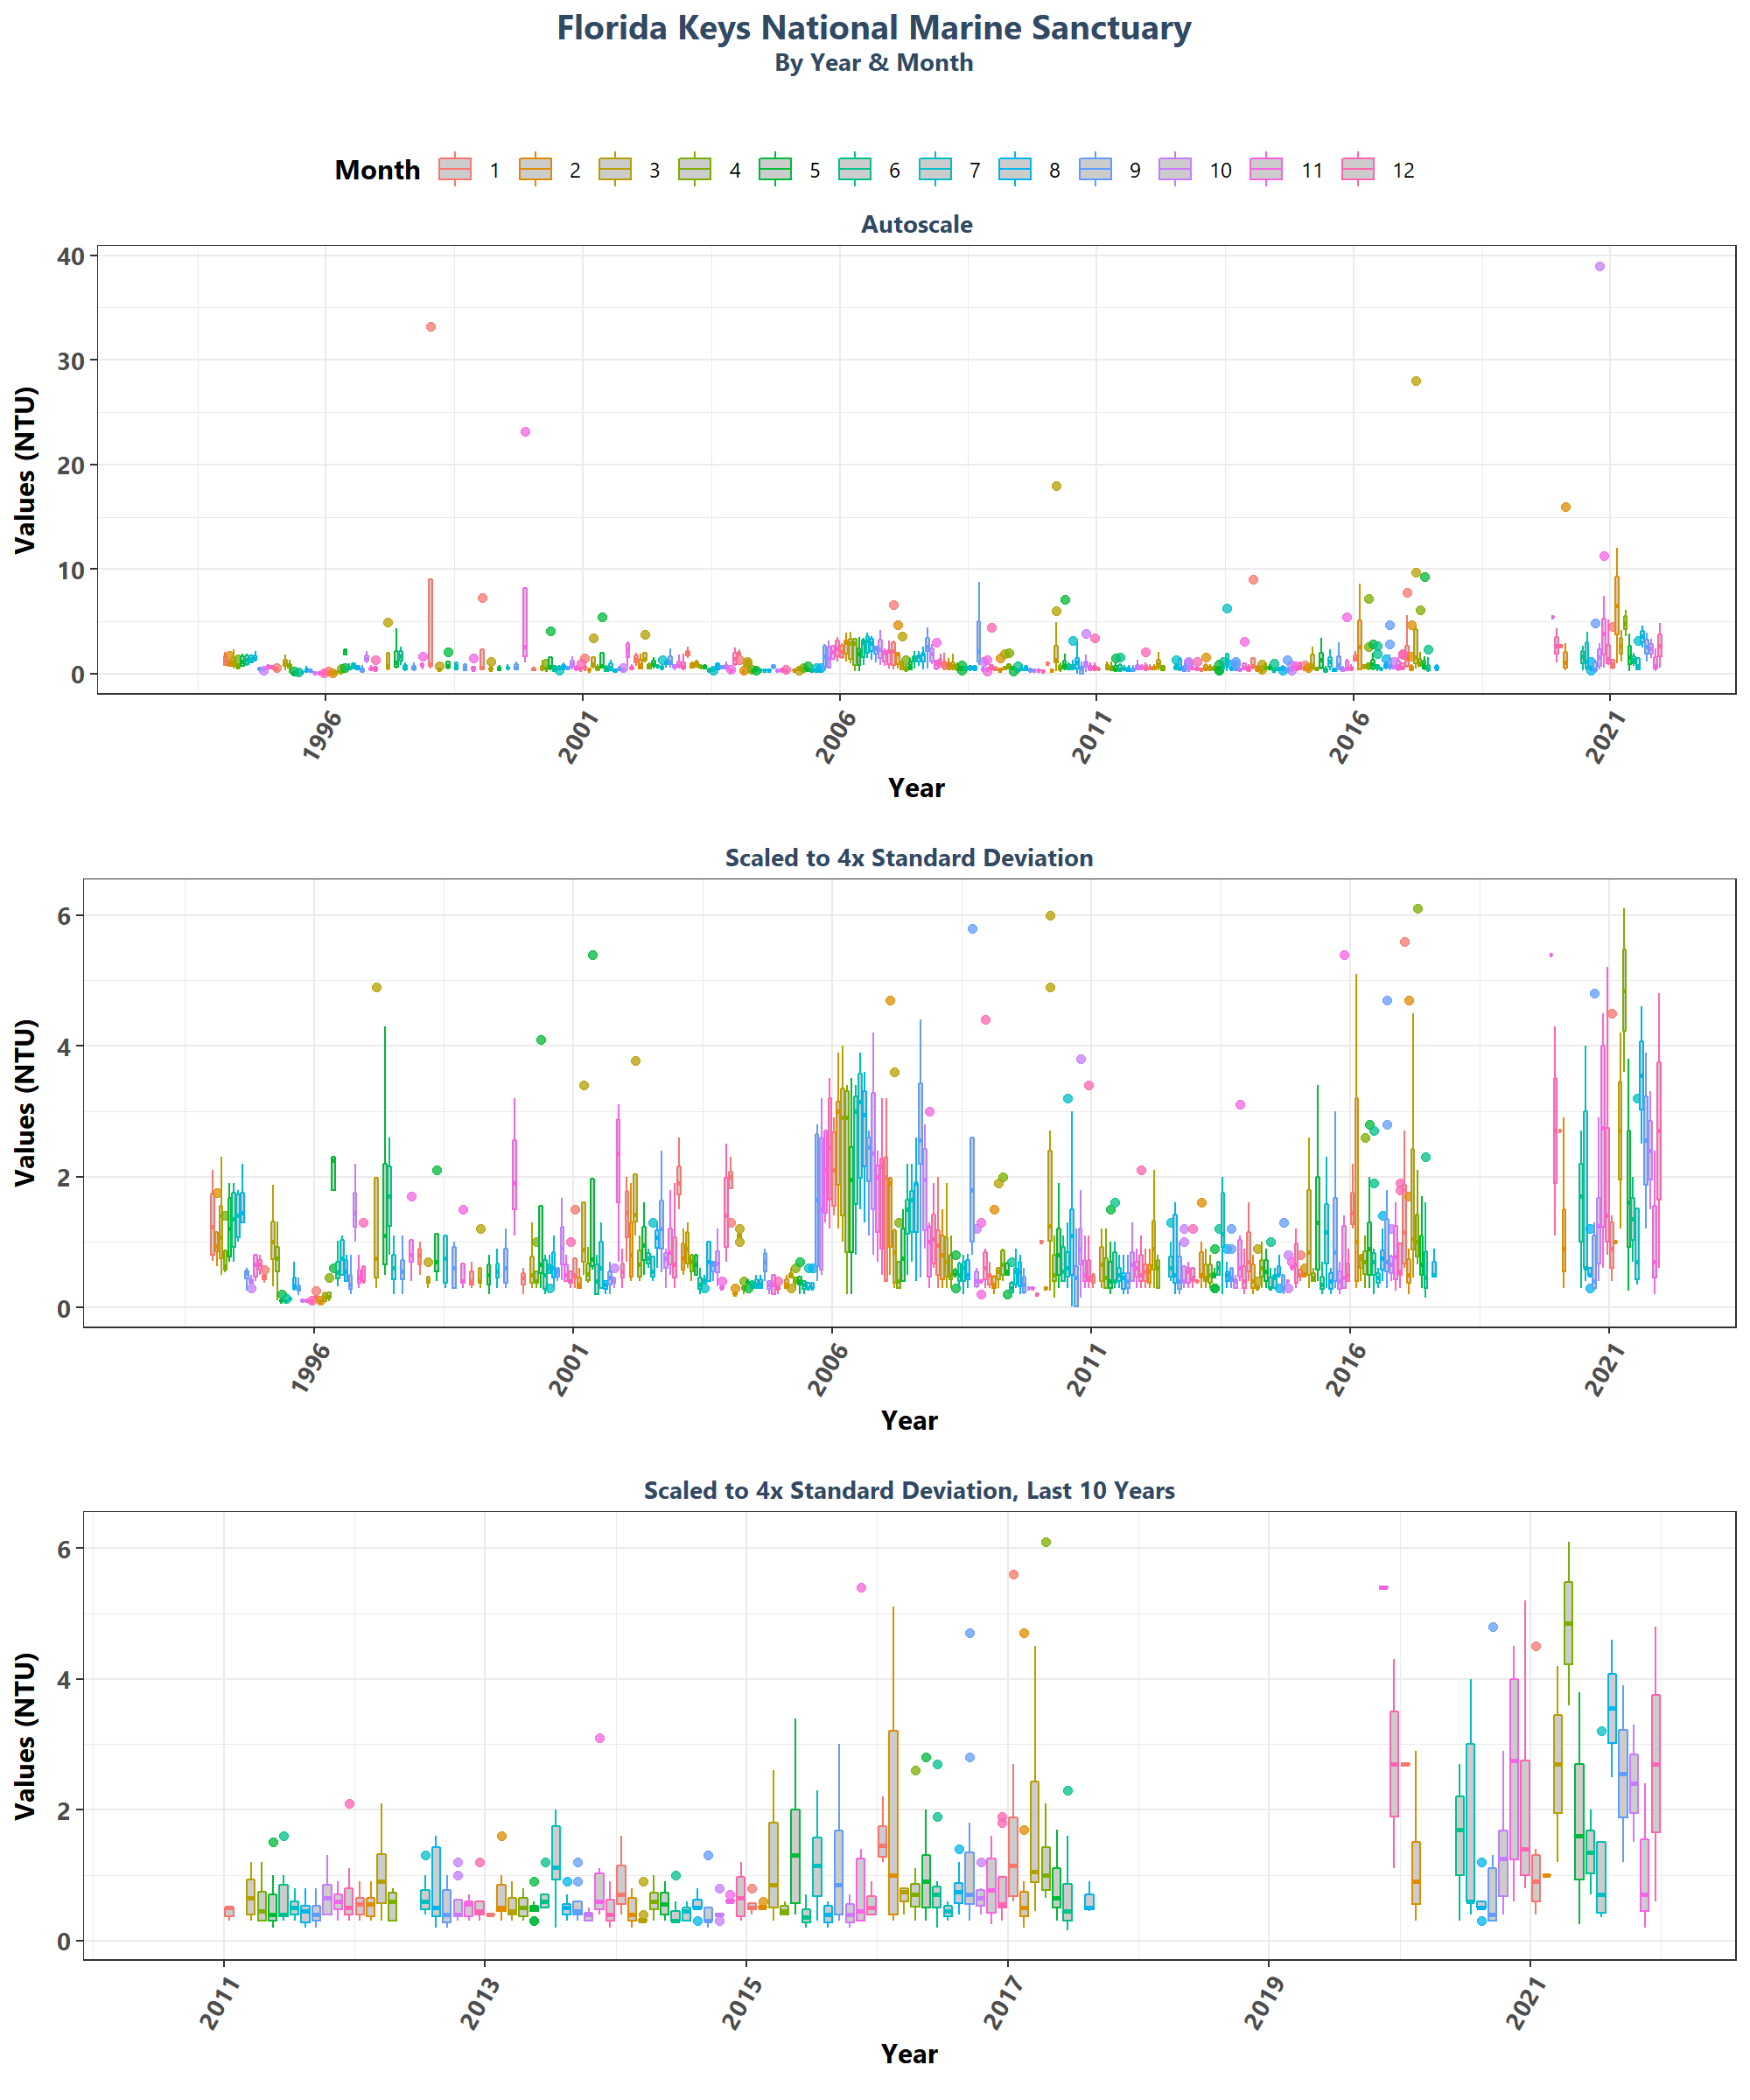 Florida Keys National Marine Sanctuary
By Year & Month
Month 1 2 3 4 5 6 7 8 9 10 11 12
Autoscale
Values (NTU)
40
30
20
10
0
1996 2001 2006 2011 2016 2021
Year
Scaled to 4x Standard Deviation
Values (NTU)
6
4
2
0
1996 2001 2006 2011 2016 2021
Year
Scaled to 4x Standard Deviation, Last 10 Years
Values (NTU)
6
4
2
0
2011 2013 2015 2017 2019 2021
Year